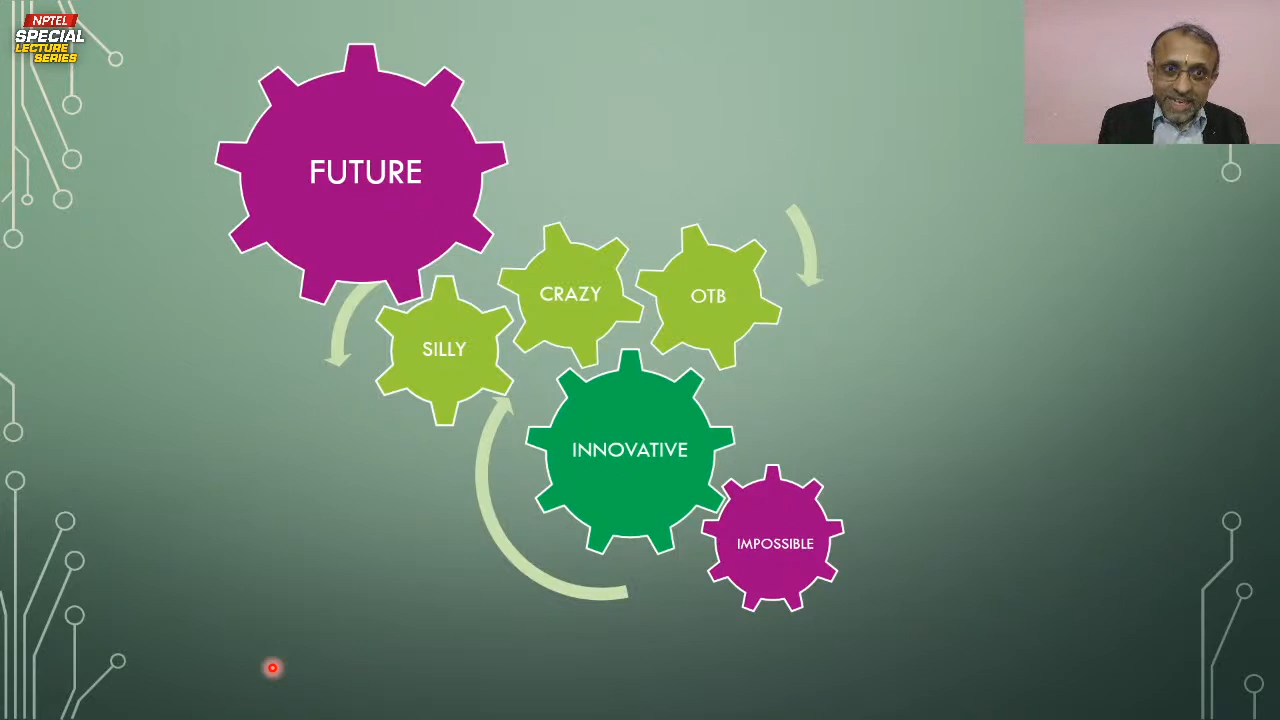 NPTEL
SPECIAL
LECTURE
SERIES
FUTURE
CRAZY
OTB
SILLY
INNOVATIVE
IMPOSSIBLE